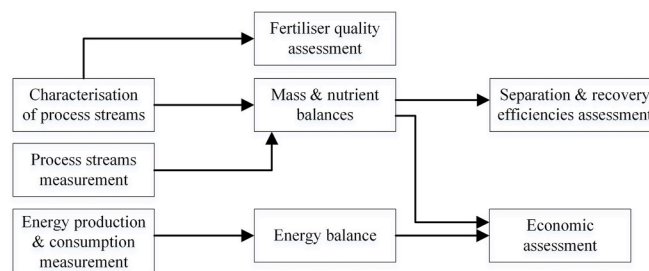 Fertiliser quality
assessment
Characterisation
of process streams
Mass & nutrient
balances
Separation & recovery
efficiencies assessment
Process streams
measurement
Energy production
& consumption
measurement
Energy balance
Economic
assessment